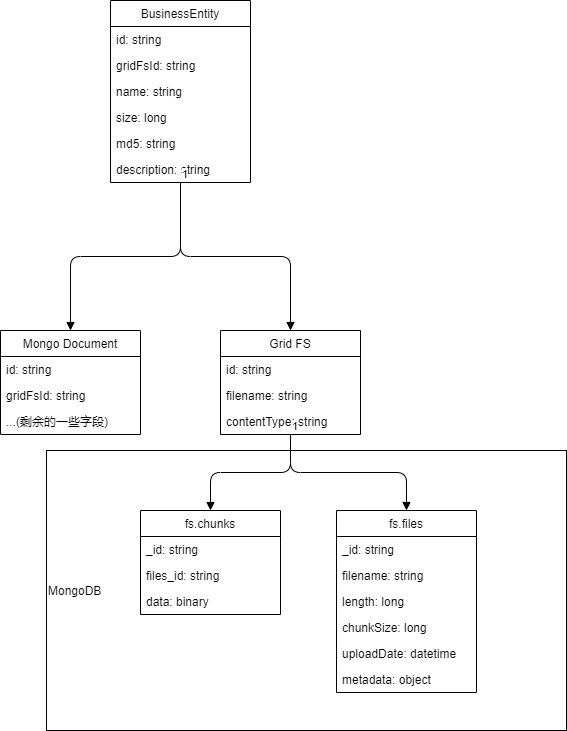 BusinessEntity
id: string
gridFsId: string
name: string
size: long
md5: string
description: string
1
Mongo Document
id: string
gridFsId: string
...(剩余的一些字段)
Grid FS
id: string
filename: string
contentType: string
1
MongoDB
fs.chunks
_id: string
files_id: string
data: binary
fs.files
_id: string
filename: string
length: long
chunkSize: long
uploadDate: datetime
metadata: object